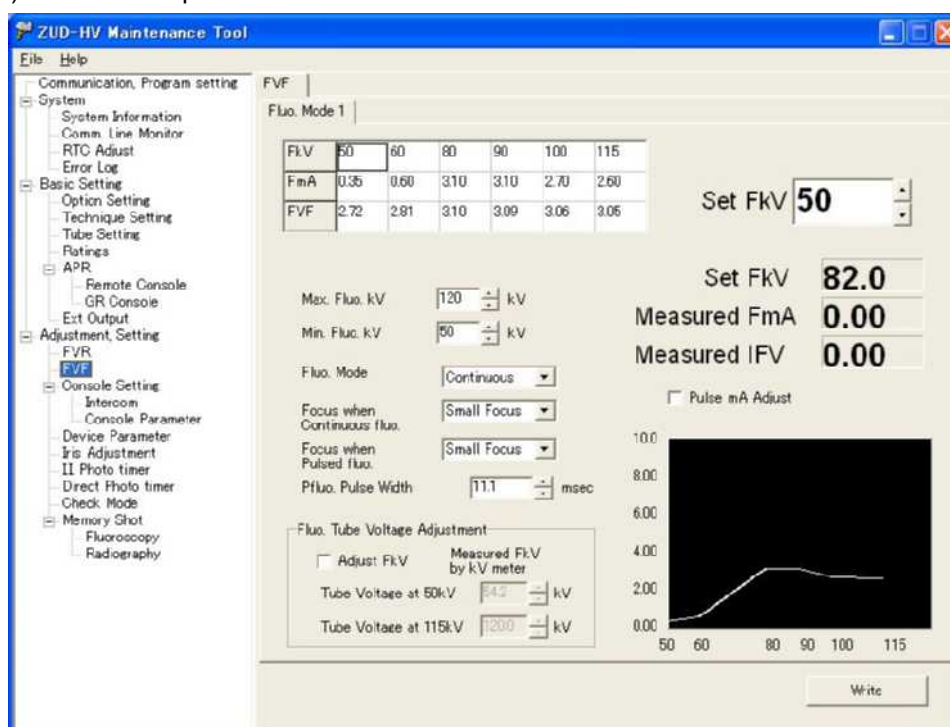 ZUD-HV Maintenance Tool
File Help
Communication, Program setting
System
System Information
Comm. Line Monitor
RTC Adjust
Error Log
Basic Setting
Option Setting
Technique Setting
Tube Setting
Ratings
APR
Remote Console
GR Console
Ext Output
Adjustment, Setting
FVR
FVF
Console Setting
Intercom
Console Parameter
Device Parameter
Iris Adjustment
II Photo timer
Direct Photo timer
Check Mode
Memory Shot
Fluoroscopy
Radiography
FVF
Fluo. Mode 1
FkV 50 60 80 90 100 115
FmA 0.35 0.60 3.10 3.10 2.70 2.60
FVF 2.72 2.81 3.10 3.09 3.06 3.05
Set FkV 50
Set FkV 82.0
Measured FmA 0.00
Measured IFV 0.00
Pulse mA Adjust
Max. Fluo. kV 120 kV
Min. Fluo. kV 50 kV
Fluo. Mode Continuous
Focus when Small Focus
Continuous fluo.
Focus when Small Focus
Pulsed fluo.
Pfluo. Pulse Width 11.1 msec
Fluo. Tube Voltage Adjustment
Adjust FkV Measured FkV
by kV meter
Tube Voltage at 50kV kV
Tube Voltage at 115kV 120.0 kV
10.0
8.00
6.00
4.00
2.00
0.00
50 60 80 90 100 115
Write